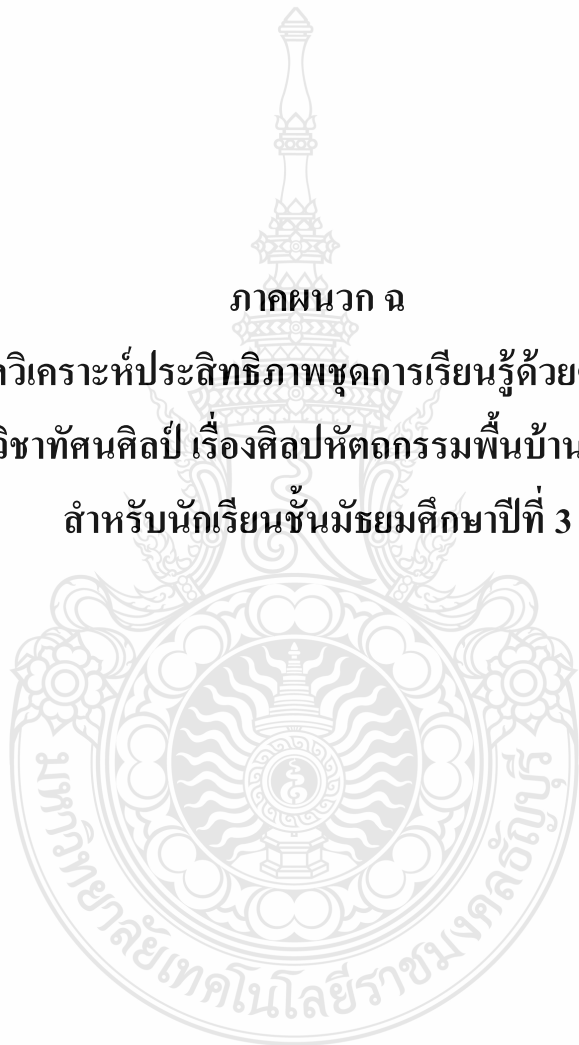 ภาคผนวก ฉ
วิเคราะห์ประสิทธิภาพชุดการเรียนรู้ด้วย
วิชาทัศนศิลป์ เรื่องศิลปหัตถกรรมพื้นบ้าน
สำหรับนักเรียนชั้นมัธยมศึกษาปีที่ 3
มหาวิทยาลัยเทคโนโลยีราชมงคลธัญบุรี